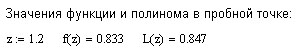 Значения функции и полинома в пробной точке:
z := 1.2 f(z) = 0.833 L(z) = 0.847